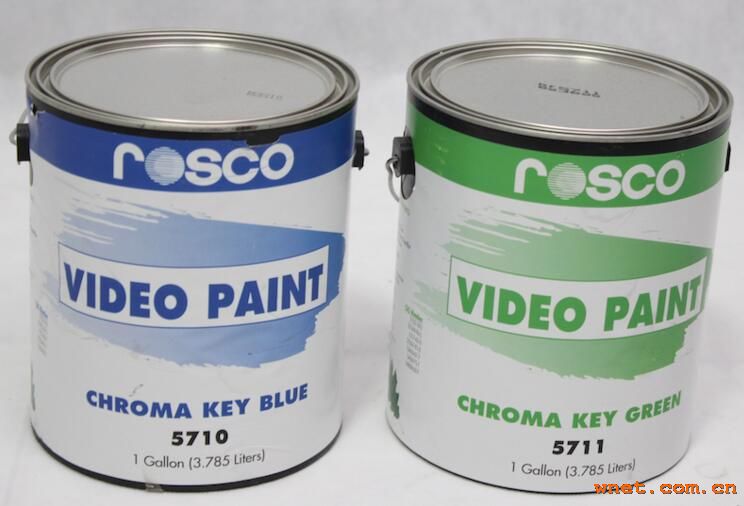 rosco
VIDEO PAINT
CHROMA KEY BLUE
5710
1 Gallon (3.785 Liters)
rosco
VIDEO PAINT
CHROMA KEY GREEN
5711
1 Gallon (3.785 Liters)
wnet.com.cn